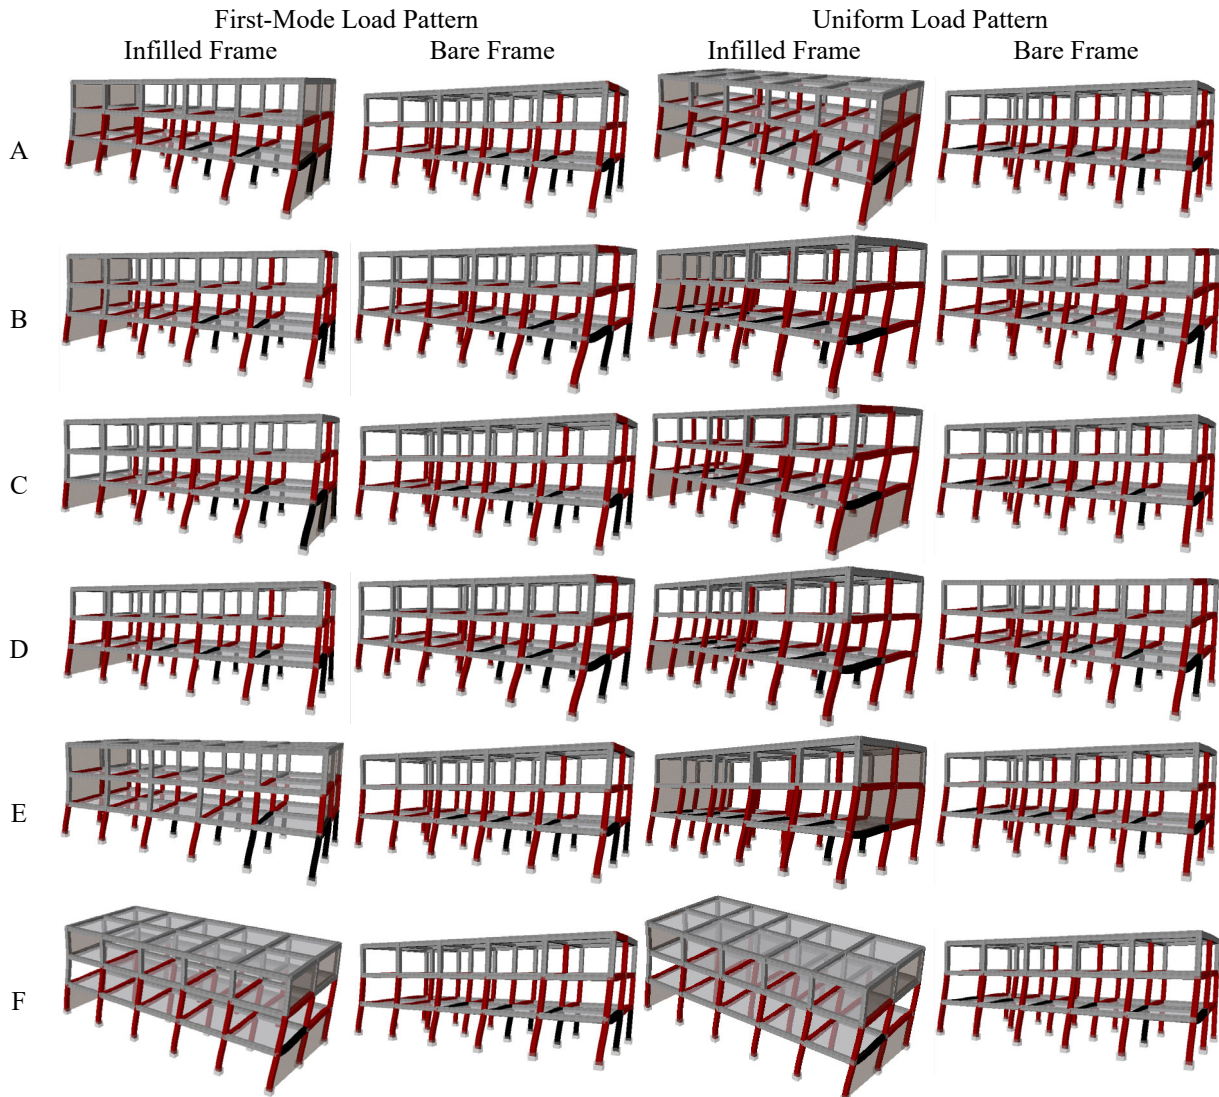 First-Mode Load Pattern Uniform Load Pattern
Infilled Frame Bare Frame Infilled Frame Bare Frame
A
B
C
D
E
F